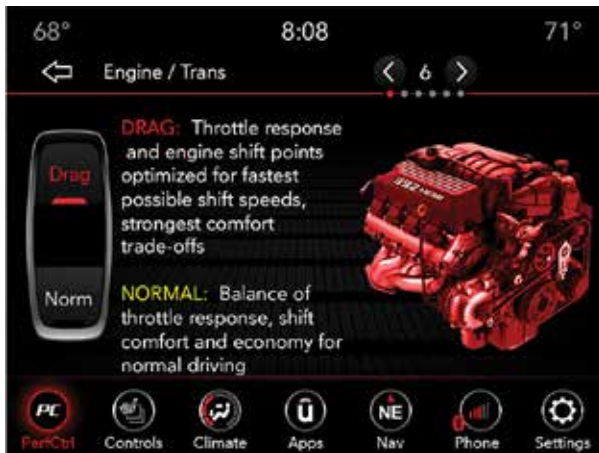 68°
8:08
71°
Engine / Trans
6
Drag
Norm
DRAG: Throttle response
and engine shift points
optimized for fastest
possible shift speeds,
strongest comfort
trade-offs
NORMAL: Balance of
throttle response, shift
comfort and economy for
normal driving
392 HEMI
PC
NE
PerfCtrl
Controls
Climate
Apps
Nav
Phone
Settings